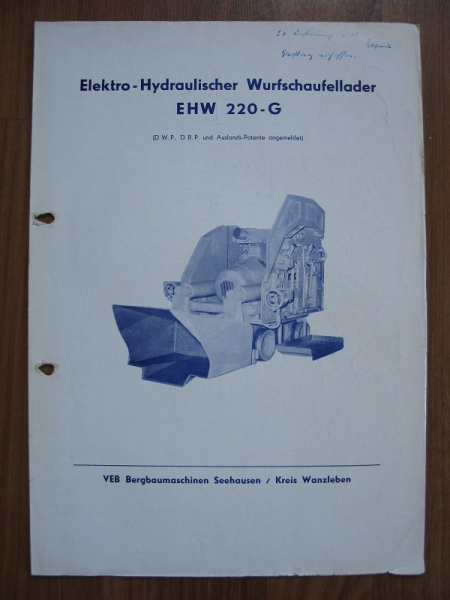 Elektro-Hydraulischer Wurfschaufellader
EHW 220-G
(D.W.P., D.B.P. und Auslands-Patente angemeldet)
VEB Bergbaumaschinen Seehausen / Kreis Wanzleben